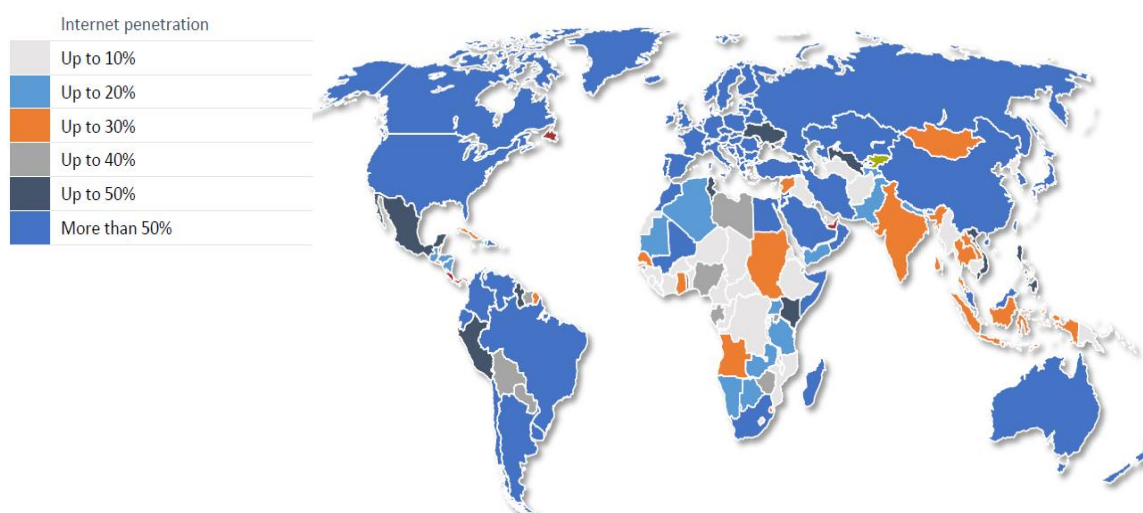 Internet penetration
Up to 10%
Up to 20%
Up to 30%
Up to 40%
Up to 50%
More than 50%